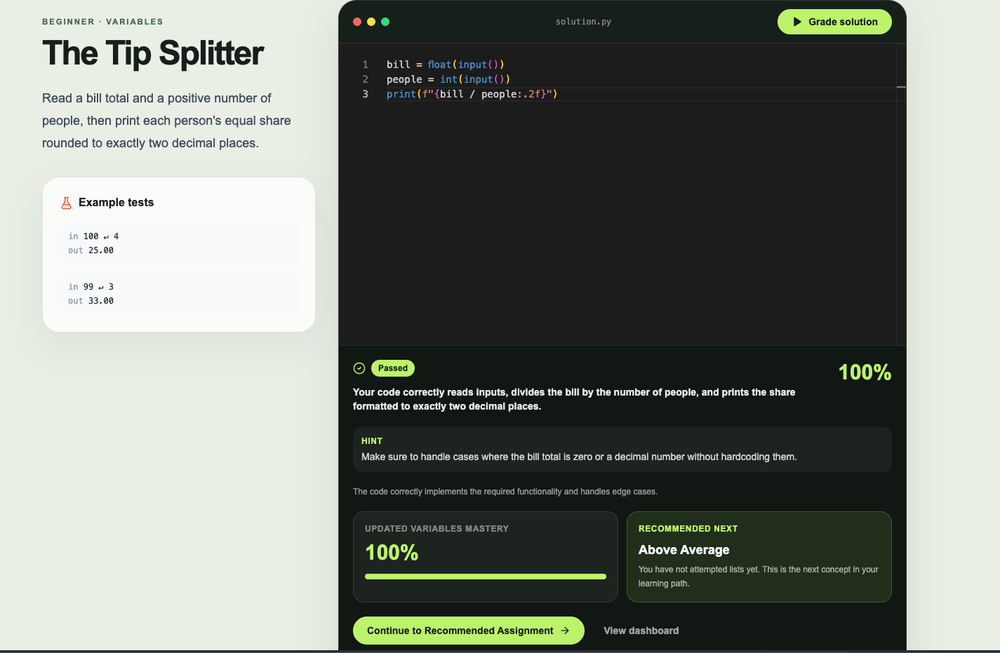 BEGINNER · VARIABLES
The Tip Splitter
Read a bill total and a positive number of
people, then print each person's equal share
rounded to exactly two decimal places.
Example tests
in 100 ↵ 4
out 25.00
in 99 ↵ 3
out 33.00
solution.py
Grade solution
1 bill = float(input())
2 people = int(input())
3 print(f"{bill / people:.2f}")
Passed
100%
Your code correctly reads inputs, divides the bill by the number of people, and prints the share
formatted to exactly two decimal places.
HINT
Make sure to handle cases where the bill total is zero or a decimal number without hardcoding them.
The code correctly implements the required functionality and handles edge cases.
UPDATED VARIABLES MASTERY
100%
RECOMMENDED NEXT
Above Average
You have not attempted lists yet. This is the next concept in your
learning path.
Continue to Recommended Assignment →
View dashboard